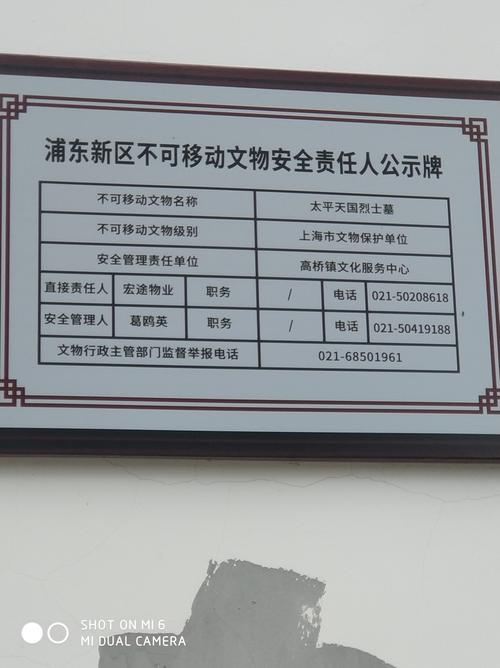 浦东新区不可移动文物安全责任人公示牌
不可移动文物名称 太平天国烈士墓
不可移动文物级别 上海市文物保护单位
安全管理责任单位 高桥镇文化服务中心
直接责任人 宏途物业 职务 / 电话 021-50208618
安全管理人 葛鸥英 职务 / 电话 021-50419188
文物行政主管部门监督举报电话 021-68501961
SHOT ON MI 6
MI DUAL CAMERA